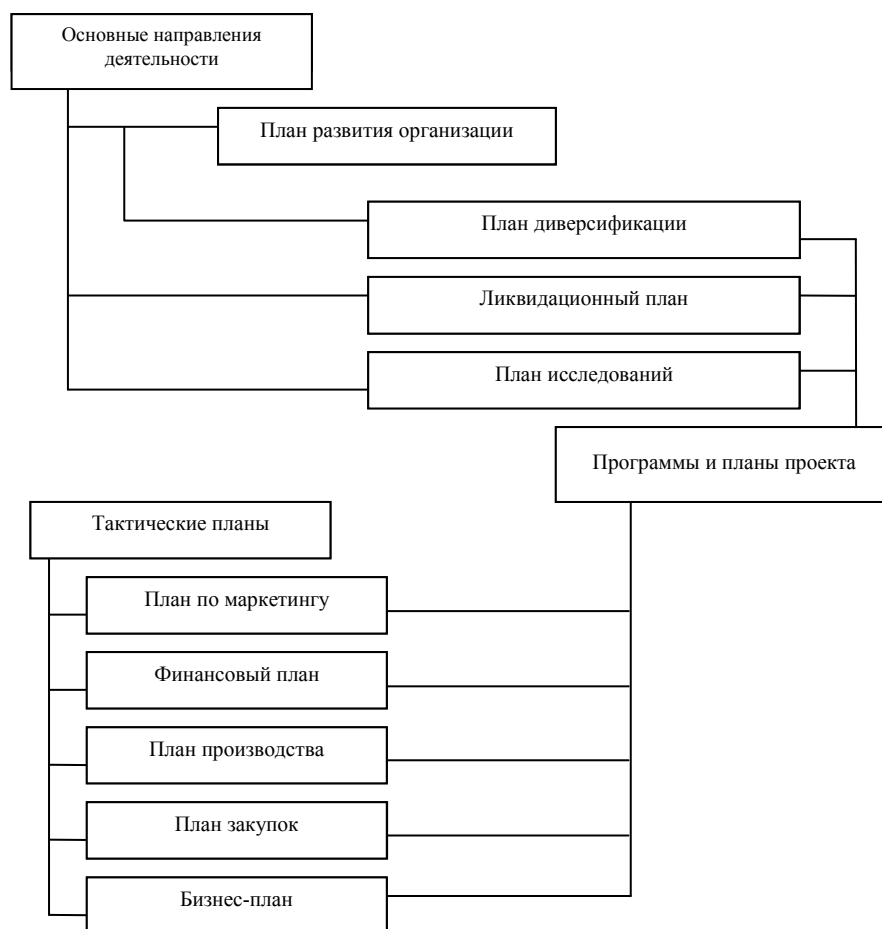 Основные направления
деятельности
План развития организации
План диверсификации
Ликвидационный план
План исследований
Программы и планы проекта
Тактические планы
План по маркетингу
Финансовый план
План производства
План закупок
Бизнес-план